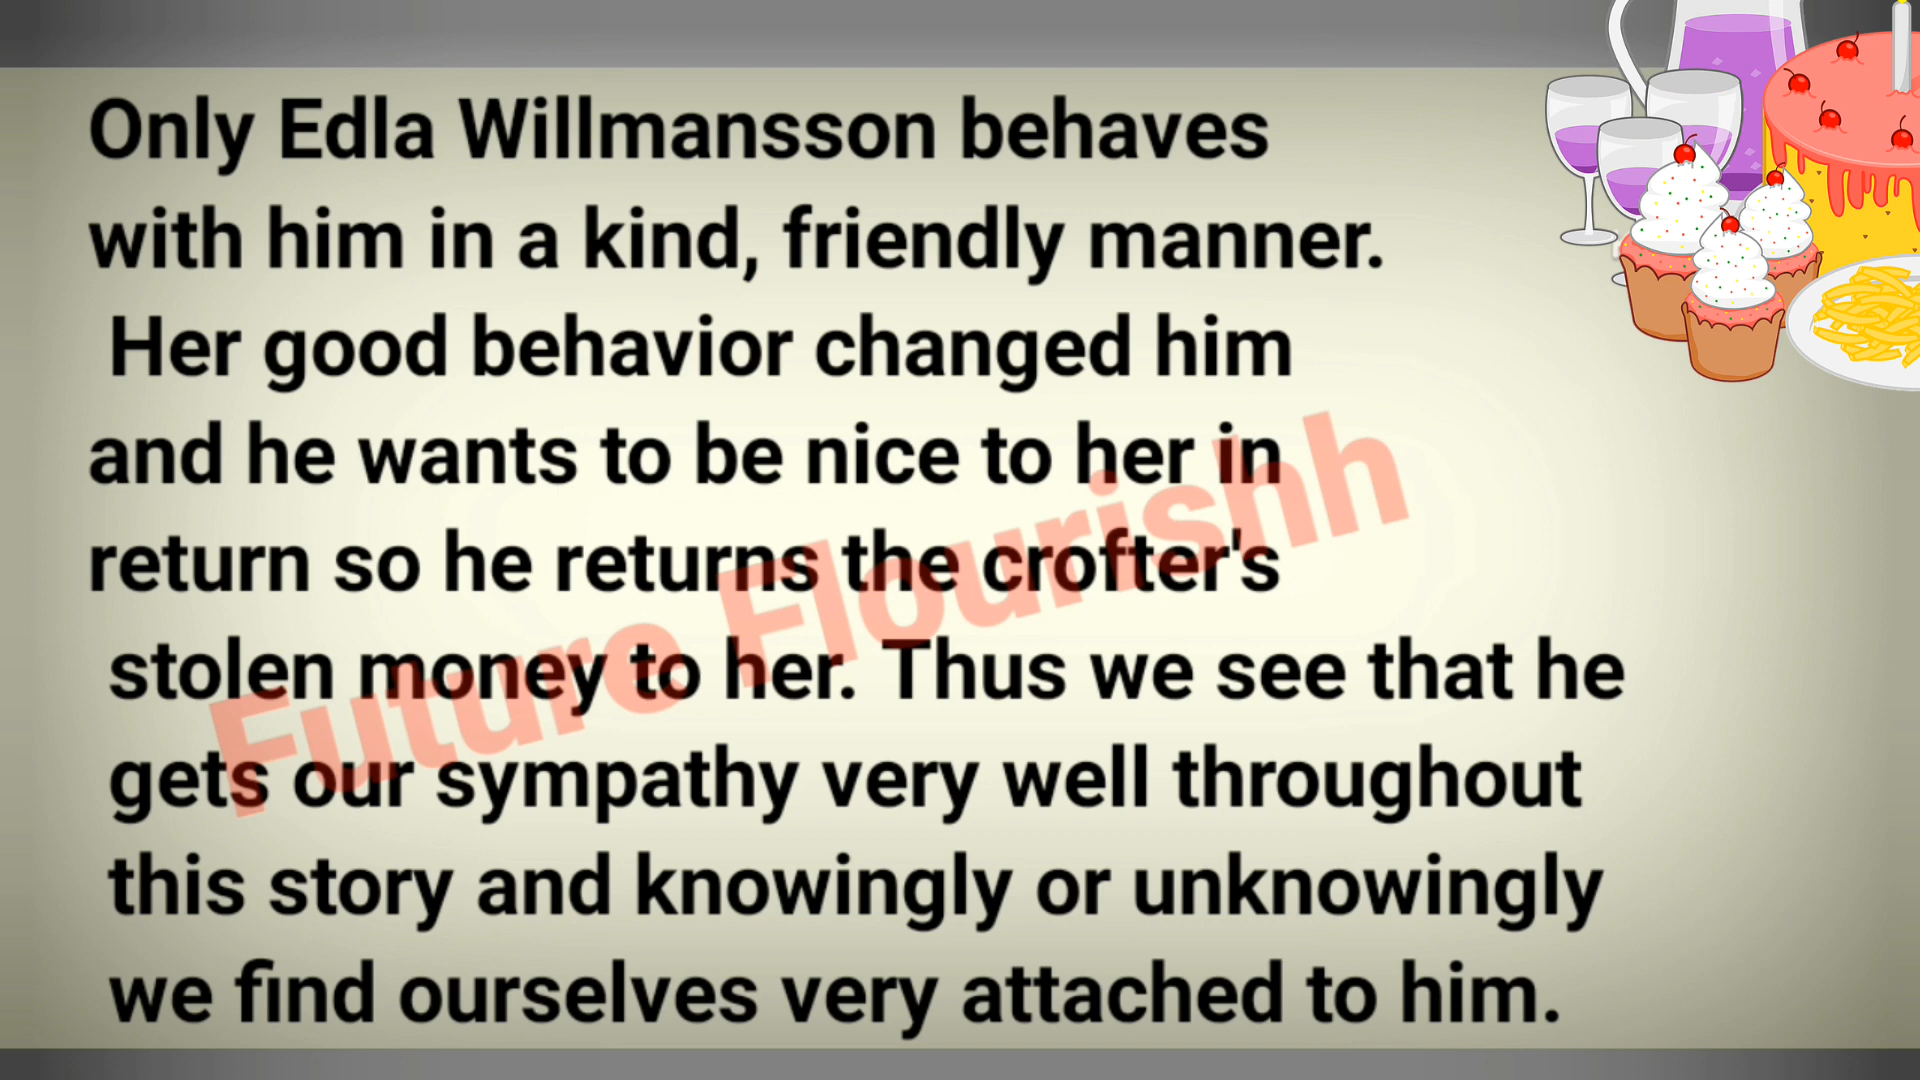 Only Edla Willmansson behaves
with him in a kind, friendly manner.
Her good behavior changed him
and he wants to be nice to her in
return so he returns the crofter's
stolen money to her. Thus we see that he
gets our sympathy very well throughout
this story and knowingly or unknowingly
we find ourselves very attached to him.
Future Flourishh